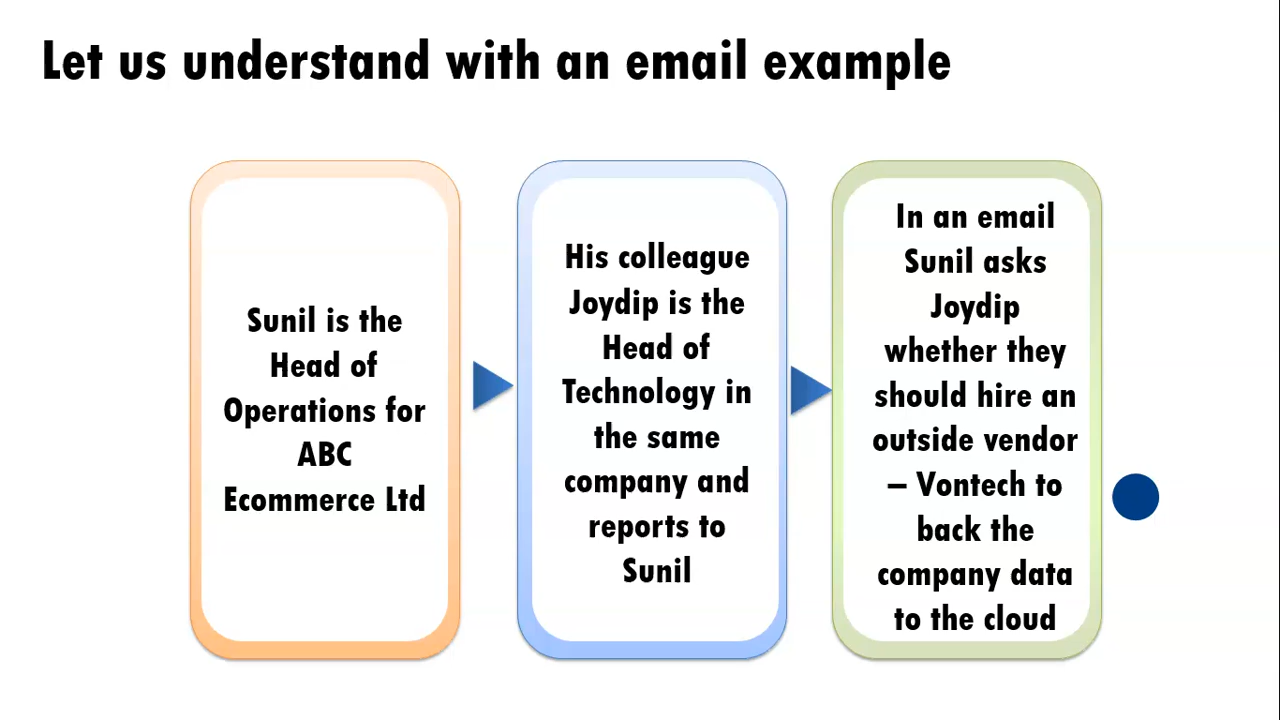 Let us understand with an email example
Sunil is the
Head of
Operations for
ABC
Ecommerce Ltd
His colleague
Joydip is the
Head of
Technology in
the same
company and
reports to
Sunil
In an email
Sunil asks
Joydip
whether they
should hire an
outside vendor
– Vontech to
back the
company data
to the cloud